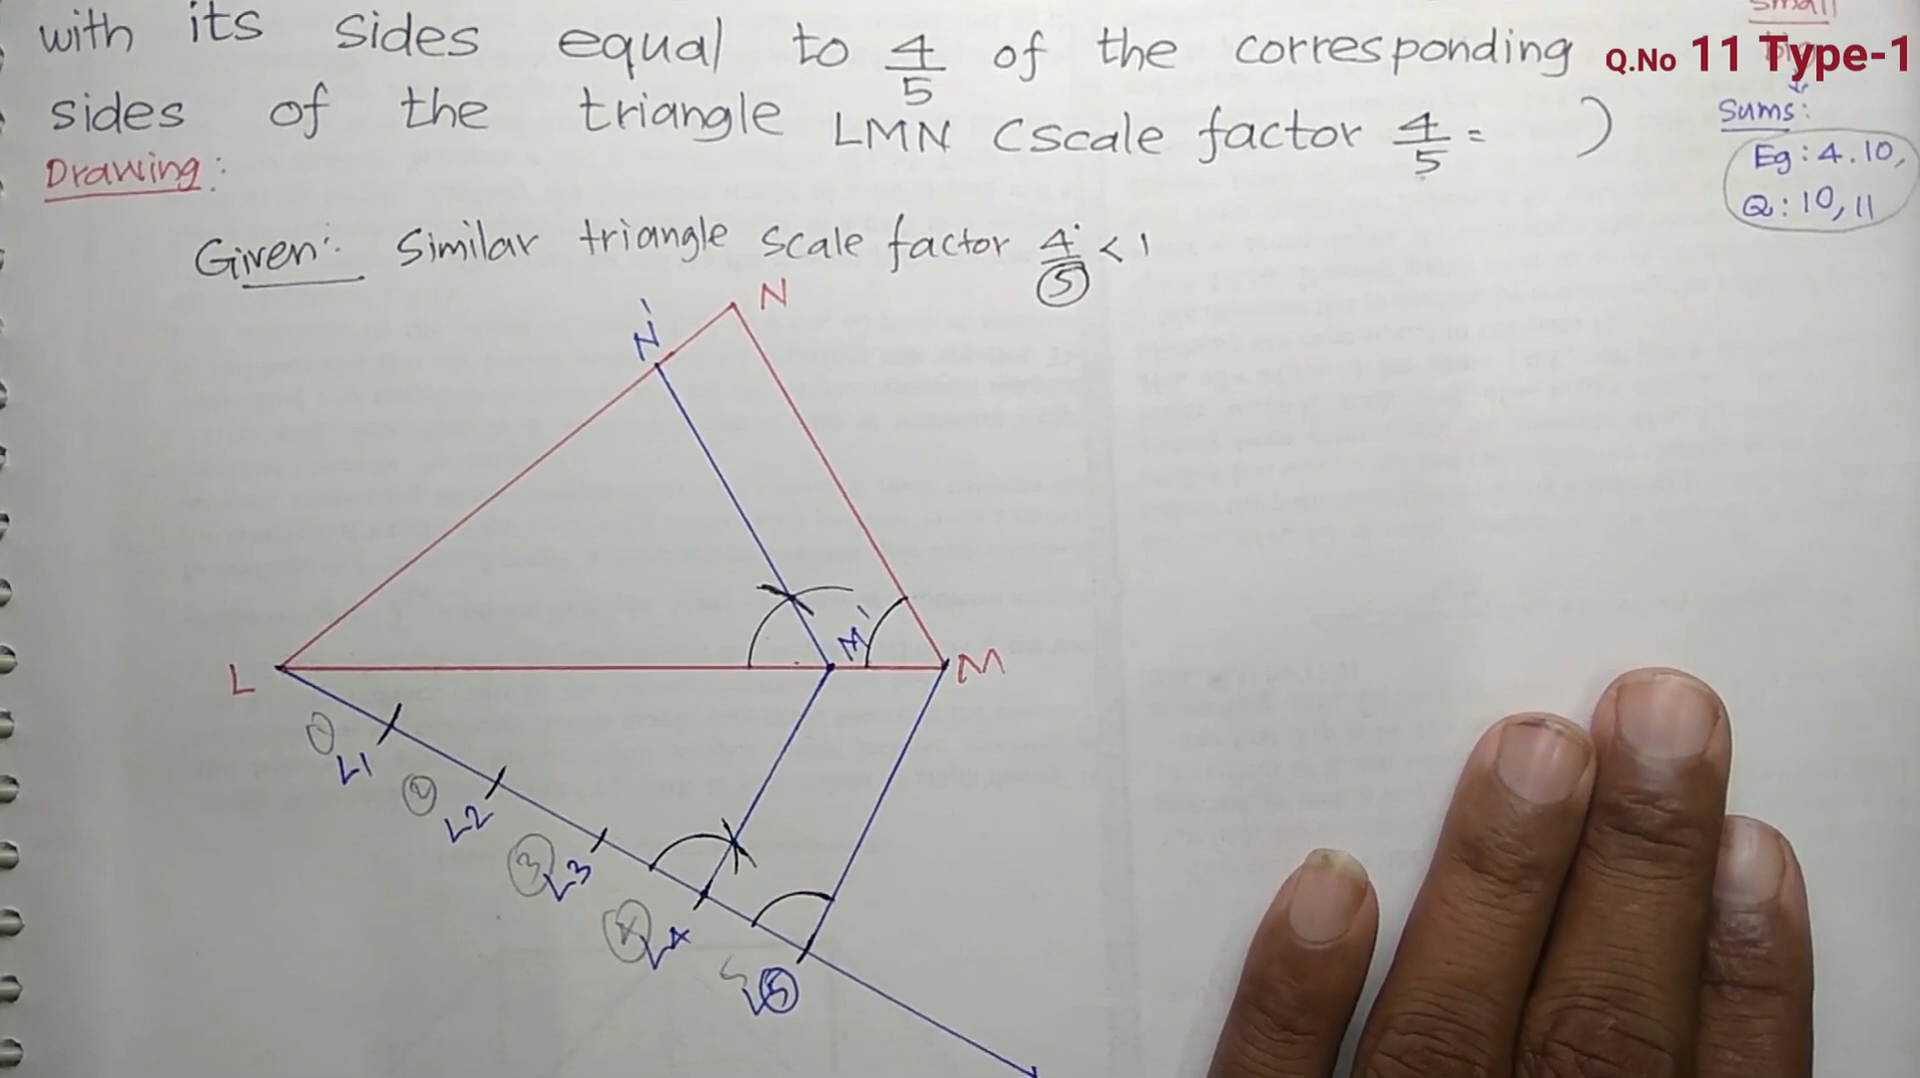 small
with its sides equal to 4/5 of the corresponding
Q.No 11 Type-1
sides of the triangle LMN (scale factor 4/5 = )
Sums:
Eg: 4.10,
Q: 10, 11
Drawing:
Given: Similar triangle scale factor 4/5 < 1
N' N
M'
L M
1 L1
2 L2
3 L3
4 L4
5 L5